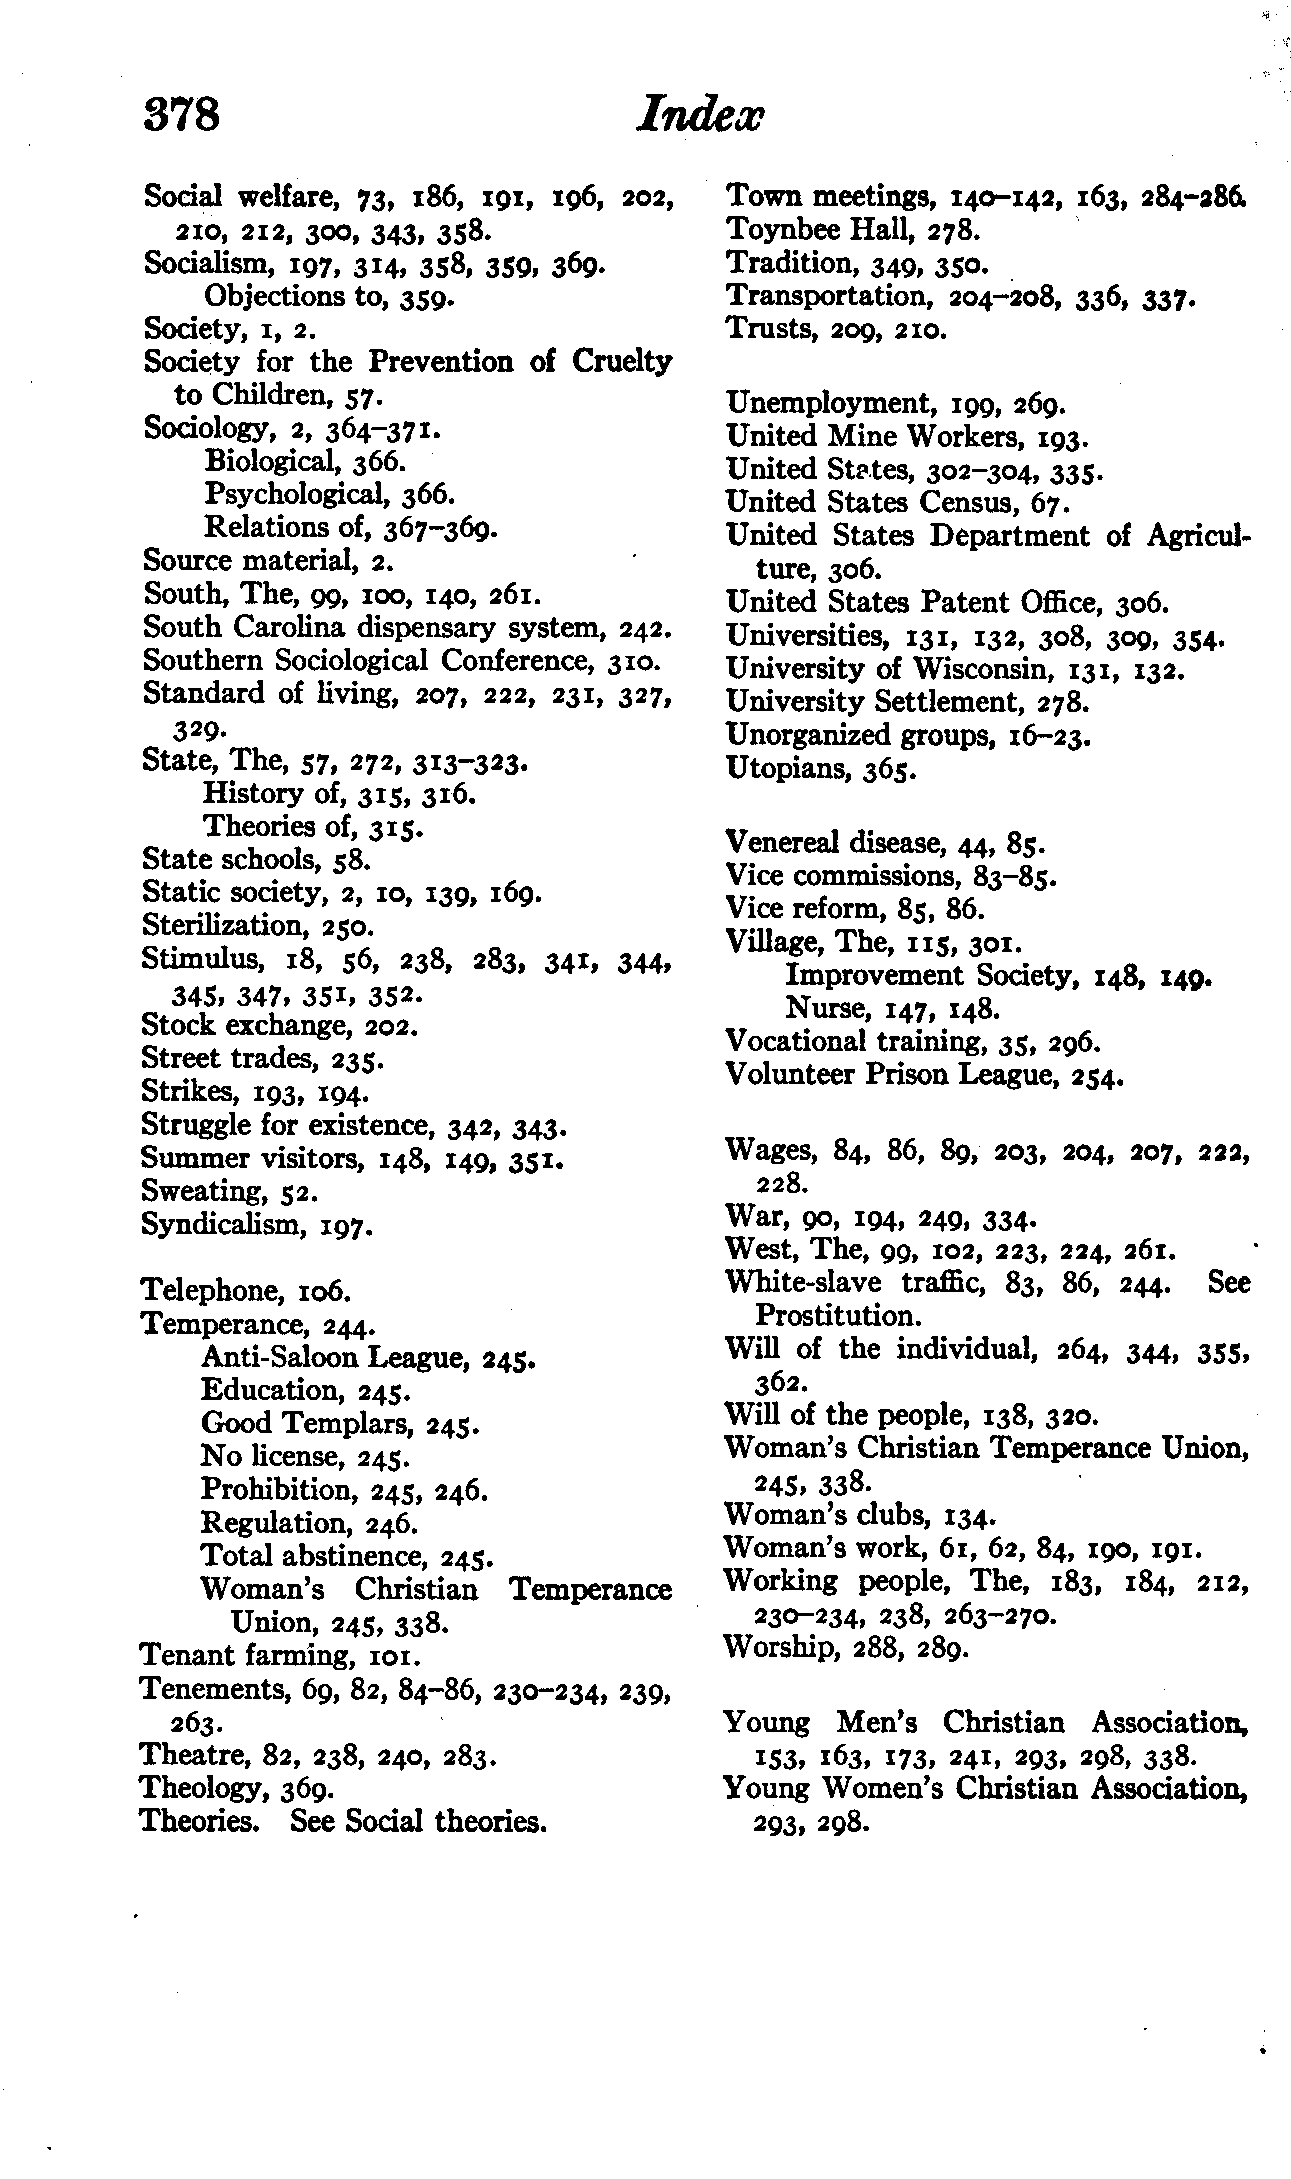 378
Index
Social welfare, 73, 186, 191, 196, 202,
210, 212, 300, 343, 358.
Socialism, 197, 314, 358, 359, 369.
Objections to, 359.
Society, 1, 2.
Society for the Prevention of Cruelty
to Children, 57.
Sociology, 2, 364–371.
Biological, 366.
Psychological, 366.
Relations of, 367–369.
Source material, 2.
South, The, 99, 100, 140, 261.
South Carolina dispensary system, 242.
Southern Sociological Conference, 310.
Standard of living, 207, 222, 231, 327,
329.
State, The, 57, 272, 313–323.
History of, 315, 316.
Theories of, 315.
State schools, 58.
Static society, 2, 10, 139, 169.
Sterilization, 250.
Stimulus, 18, 56, 238, 283, 341, 344,
345, 347, 351, 352.
Stock exchange, 202.
Street trades, 235.
Strikes, 193, 194.
Struggle for existence, 342, 343.
Summer visitors, 148, 149, 351.
Sweating, 52.
Syndicalism, 197.
Telephone, 106.
Temperance, 244.
Anti-Saloon League, 245.
Education, 245.
Good Templars, 245.
No license, 245.
Prohibition, 245, 246.
Regulation, 246.
Total abstinence, 245.
Woman's Christian Temperance
Union, 245, 338.
Tenant farming, 101.
Tenements, 69, 82, 84–86, 230–234, 239,
263.
Theatre, 82, 238, 240, 283.
Theology, 369.
Theories. See Social theories.
Town meetings, 140–142, 163, 284–286.
Toynbee Hall, 278.
Tradition, 349, 350.
Transportation, 204–208, 336, 337.
Trusts, 209, 210.
Unemployment, 199, 269.
United Mine Workers, 193.
United States, 302–304, 335.
United States Census, 67.
United States Department of Agricul-
ture, 306.
United States Patent Office, 306.
Universities, 131, 132, 308, 309, 354.
University of Wisconsin, 131, 132.
University Settlement, 278.
Unorganized groups, 16–23.
Utopians, 365.
Venereal disease, 44, 85.
Vice commissions, 83–85.
Vice reform, 85, 86.
Village, The, 115, 301.
Improvement Society, 148, 149.
Nurse, 147, 148.
Vocational training, 35, 296.
Volunteer Prison League, 254.
Wages, 84, 86, 89, 203, 204, 207, 222,
228.
War, 90, 194, 249, 334.
West, The, 99, 102, 223, 224, 261.
White-slave traffic, 83, 86, 244. See
Prostitution.
Will of the individual, 264, 344, 355,
362.
Will of the people, 138, 320.
Woman's Christian Temperance Union,
245, 338.
Woman's clubs, 134.
Woman's work, 61, 62, 84, 190, 191.
Working people, The, 183, 184, 212,
230–234, 238, 263–270.
Worship, 288, 289.
Young Men's Christian Association,
153, 163, 173, 241, 293, 298, 338.
Young Women's Christian Association,
293, 298.